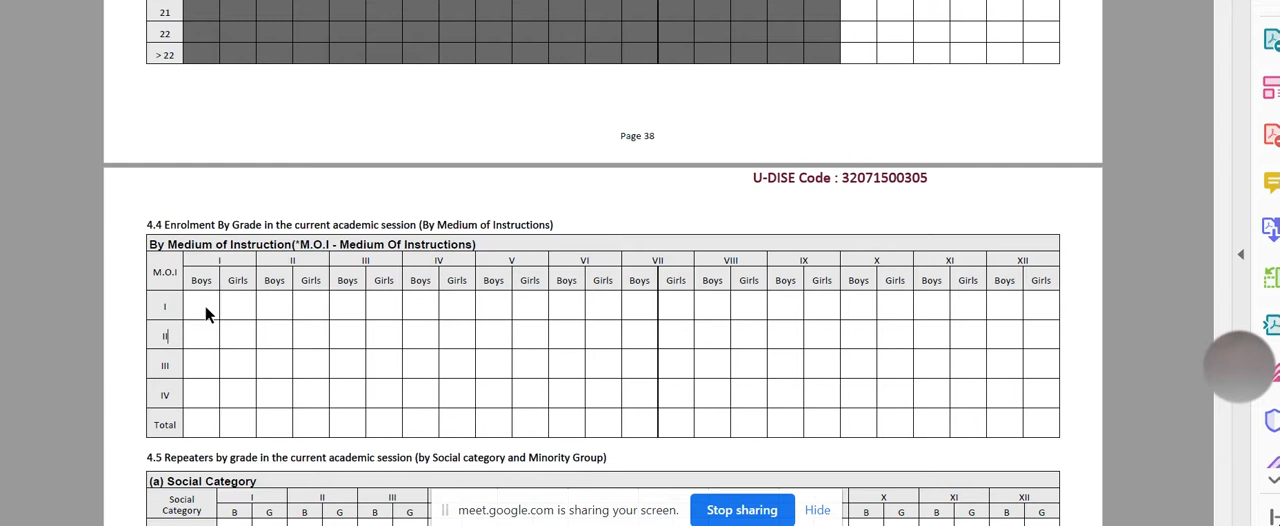 21
22
> 22
Page 38
U-DISE Code : 32071500305
4.4 Enrolment By Grade in the current academic session (By Medium of Instructions)
By Medium of Instruction(*M.O.I - Medium Of Instructions)
M.O.I I II III IV V VI VII VIII IX X XI XII
Boys Girls Boys Girls Boys Girls Boys Girls Boys Girls Boys Girls Boys Girls Boys Girls Boys Girls Boys Girls Boys Girls Boys Girls
I
II
III
IV
Total
4.5 Repeaters by grade in the current academic session (by Social category and Minority Group)
(a) Social Category
Social Category I II III X XI XII
B G B G B G B G B G B G
meet.google.com is sharing your screen. Stop sharing Hide